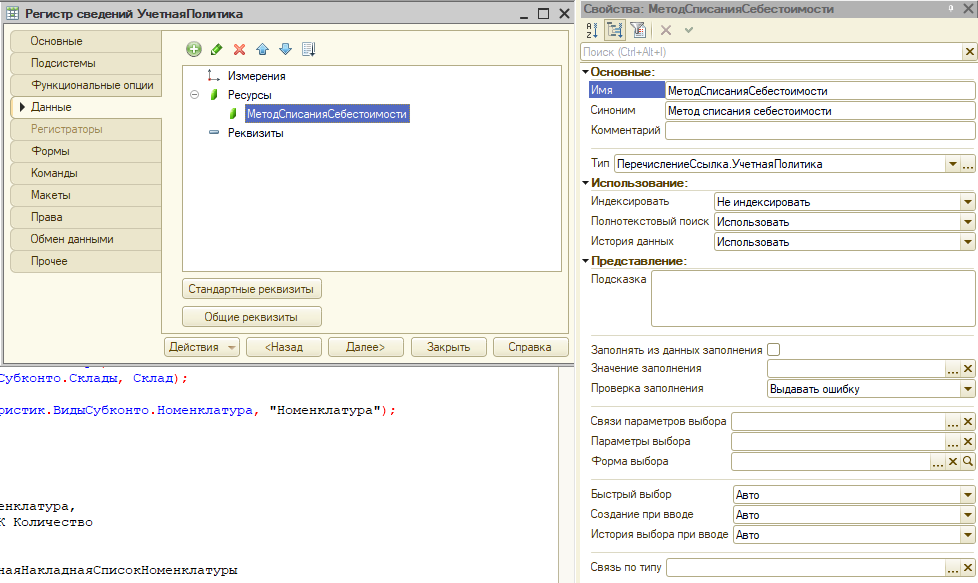 Регистр сведений УчетнаяПолитика
Основные
Подсистемы
Функциональные опции
Данные
Регистраторы
Формы
Команды
Макеты
Права
Обмен данными
Прочее
Измерения
Ресурсы
МетодСписанияСебестоимости
Реквизиты
Стандартные реквизиты
Общие реквизиты
Действия
<Назад
Далее>
Закрыть
Справка
Субконто.Склады, Склад);
ристик.ВидыСубконто.Номенклатура, "Номенклатура");
енклатура,
К Количество
наяНакладнаяСписокНоменклатуры
Свойства: МетодСписанияСебестоимости
Поиск (Ctrl+Alt+I)
Основные:
Имя МетодСписанияСебестоимости
Синоним Метод списания себестоимости
Комментарий
Тип ПеречислениеСсылка.УчетнаяПолитика
Использование:
Индексировать Не индексировать
Полнотекстовый поиск Использовать
История данных Использовать
Представление:
Подсказка
Заполнять из данных заполнения
Значение заполнения
Проверка заполнения Выдавать ошибку
Связи параметров выбора
Параметры выбора
Форма выбора
Быстрый выбор Авто
Создание при вводе Авто
История выбора при вводе Авто
Связь по типу